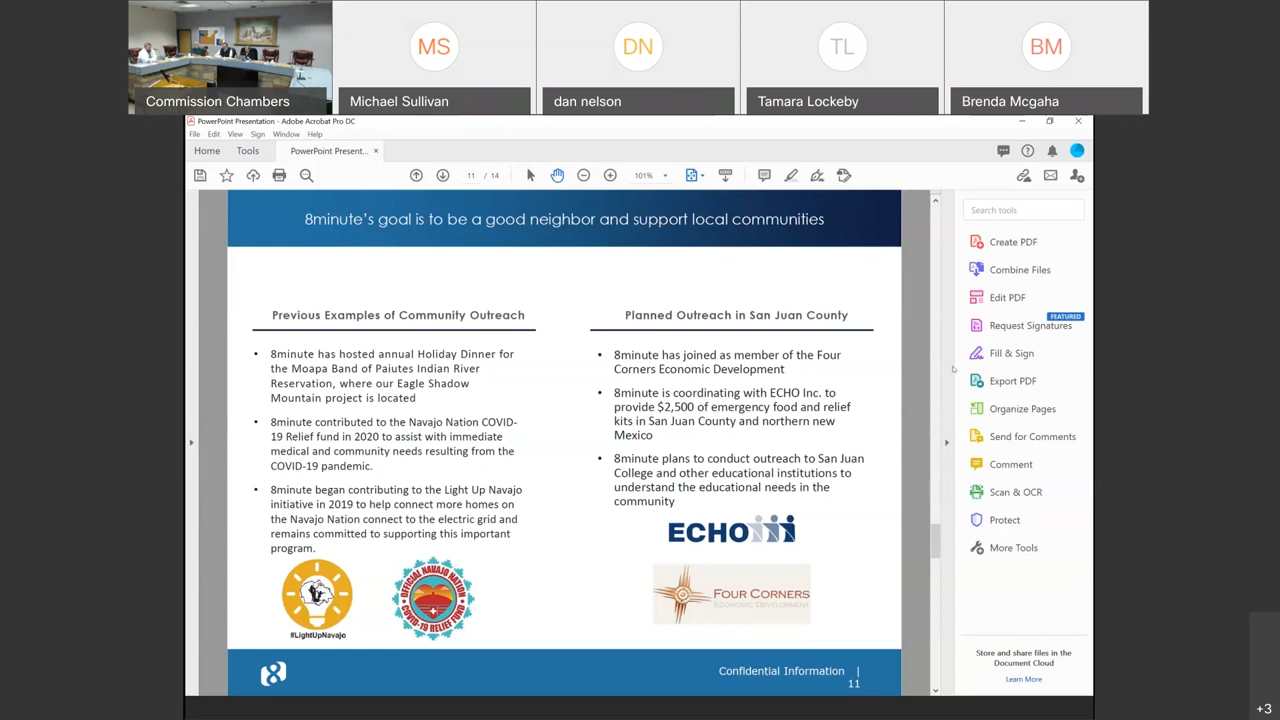 MS
DN
TL
BM
Commission Chambers
Michael Sullivan
dan nelson
Tamara Lockeby
Brenda Mcgaha
PowerPoint Presentation - Adobe Acrobat Pro DC
File Edit View Sign Window Help
Home Tools PowerPoint Present... ×
11 / 14
101%
8minute's goal is to be a good neighbor and support local communities
Previous Examples of Community Outreach
• 8minute has hosted annual Holiday Dinner for
the Moapa Band of Paiutes Indian River
Reservation, where our Eagle Shadow
Mountain project is located
• 8minute contributed to the Navajo Nation COVID-
19 Relief fund in 2020 to assist with immediate
medical and community needs resulting from the
COVID-19 pandemic.
• 8minute began contributing to the Light Up Navajo
initiative in 2019 to help connect more homes on
the Navajo Nation connect to the electric grid and
remains committed to supporting this important
program.
#LightUpNavajo
OFFICIAL NAVAJO NATION
COVID-19 RELIEF FUND
Planned Outreach in San Juan County
• 8minute has joined as member of the Four
Corners Economic Development
• 8minute is coordinating with ECHO Inc. to
provide $2,500 of emergency food and relief
kits in San Juan County and northern new
Mexico
• 8minute plans to conduct outreach to San Juan
College and other educational institutions to
understand the educational needs in the
community
ECHO
FOUR CORNERS
ECONOMIC DEVELOPMENT
8
Confidential Information |
11
Search tools
Create PDF
Combine Files
Edit PDF
FEATURED
Request Signatures
Fill & Sign
Export PDF
Organize Pages
Send for Comments
Comment
Scan & OCR
Protect
More Tools
Store and share files in the
Document Cloud
Learn More
+3